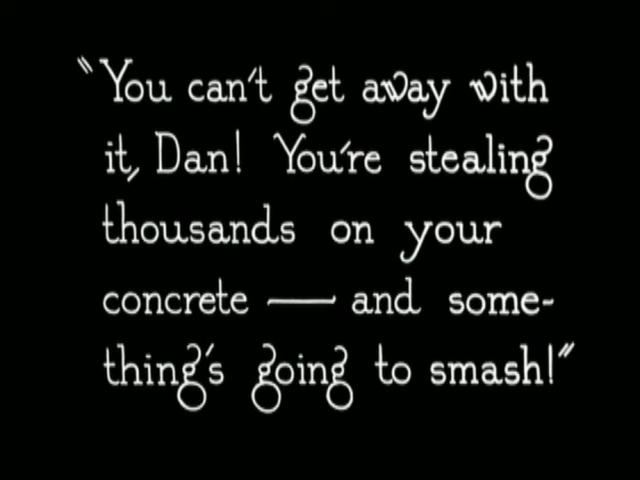 "You can't get away with
it, Dan! You're stealing
thousands on your
concrete — and some-
thing's going to smash!"